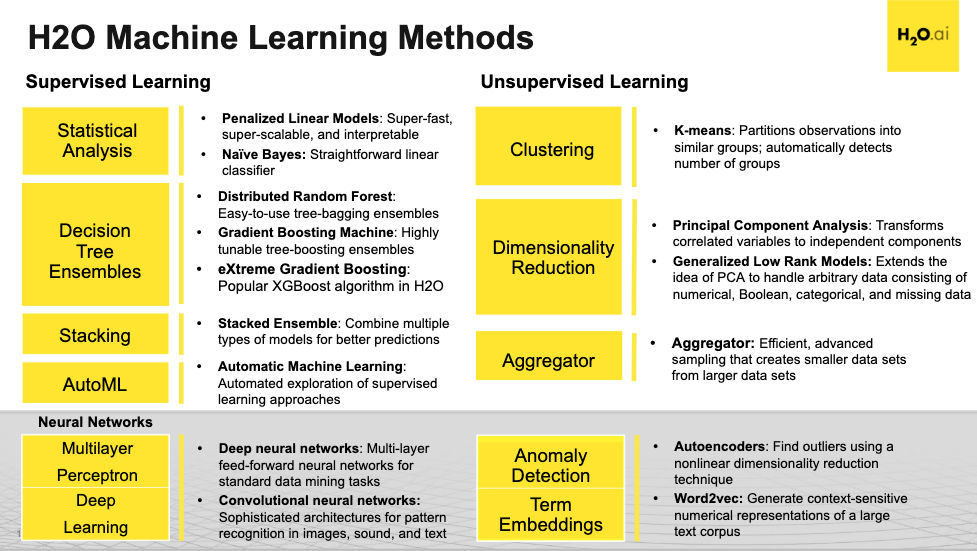 H2O Machine Learning Methods
H2O.ai
Supervised Learning
Statistical
Analysis
• Penalized Linear Models: Super-fast,
super-scalable, and interpretable
• Naïve Bayes: Straightforward linear
classifier
Decision
Tree
Ensembles
• Distributed Random Forest:
Easy-to-use tree-bagging ensembles
• Gradient Boosting Machine: Highly
tunable tree-boosting ensembles
• eXtreme Gradient Boosting:
Popular XGBoost algorithm in H2O
Stacking
• Stacked Ensemble: Combine multiple
types of models for better predictions
AutoML
• Automatic Machine Learning:
Automated exploration of supervised
learning approaches
Neural Networks
Multilayer
Perceptron
Deep
Learning
• Deep neural networks: Multi-layer
feed-forward neural networks for
standard data mining tasks
• Convolutional neural networks:
Sophisticated architectures for pattern
recognition in images, sound, and text
Unsupervised Learning
Clustering
• K-means: Partitions observations into
similar groups; automatically detects
number of groups
Dimensionality
Reduction
• Principal Component Analysis: Transforms
correlated variables to independent components
• Generalized Low Rank Models: Extends the
idea of PCA to handle arbitrary data consisting of
numerical, Boolean, categorical, and missing data
Aggregator
• Aggregator: Efficient, advanced
sampling that creates smaller data sets
from larger data sets
Anomaly
Detection
Term
Embeddings
• Autoencoders: Find outliers using a
nonlinear dimensionality reduction
technique
• Word2vec: Generate context-sensitive
numerical representations of a large
text corpus